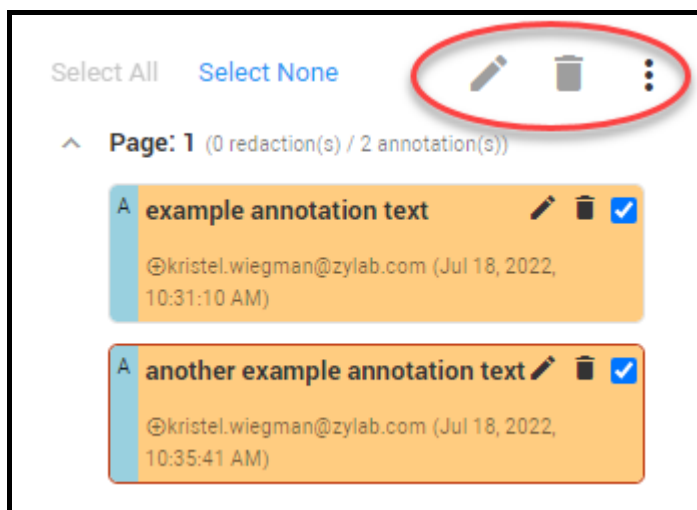 Select All Select None
Page: 1 (0 redaction(s) / 2 annotation(s))
A example annotation text
⊕kristel.wiegman@zylab.com (Jul 18, 2022,
10:31:10 AM)
A another example annotation text
⊕kristel.wiegman@zylab.com (Jul 18, 2022,
10:35:41 AM)